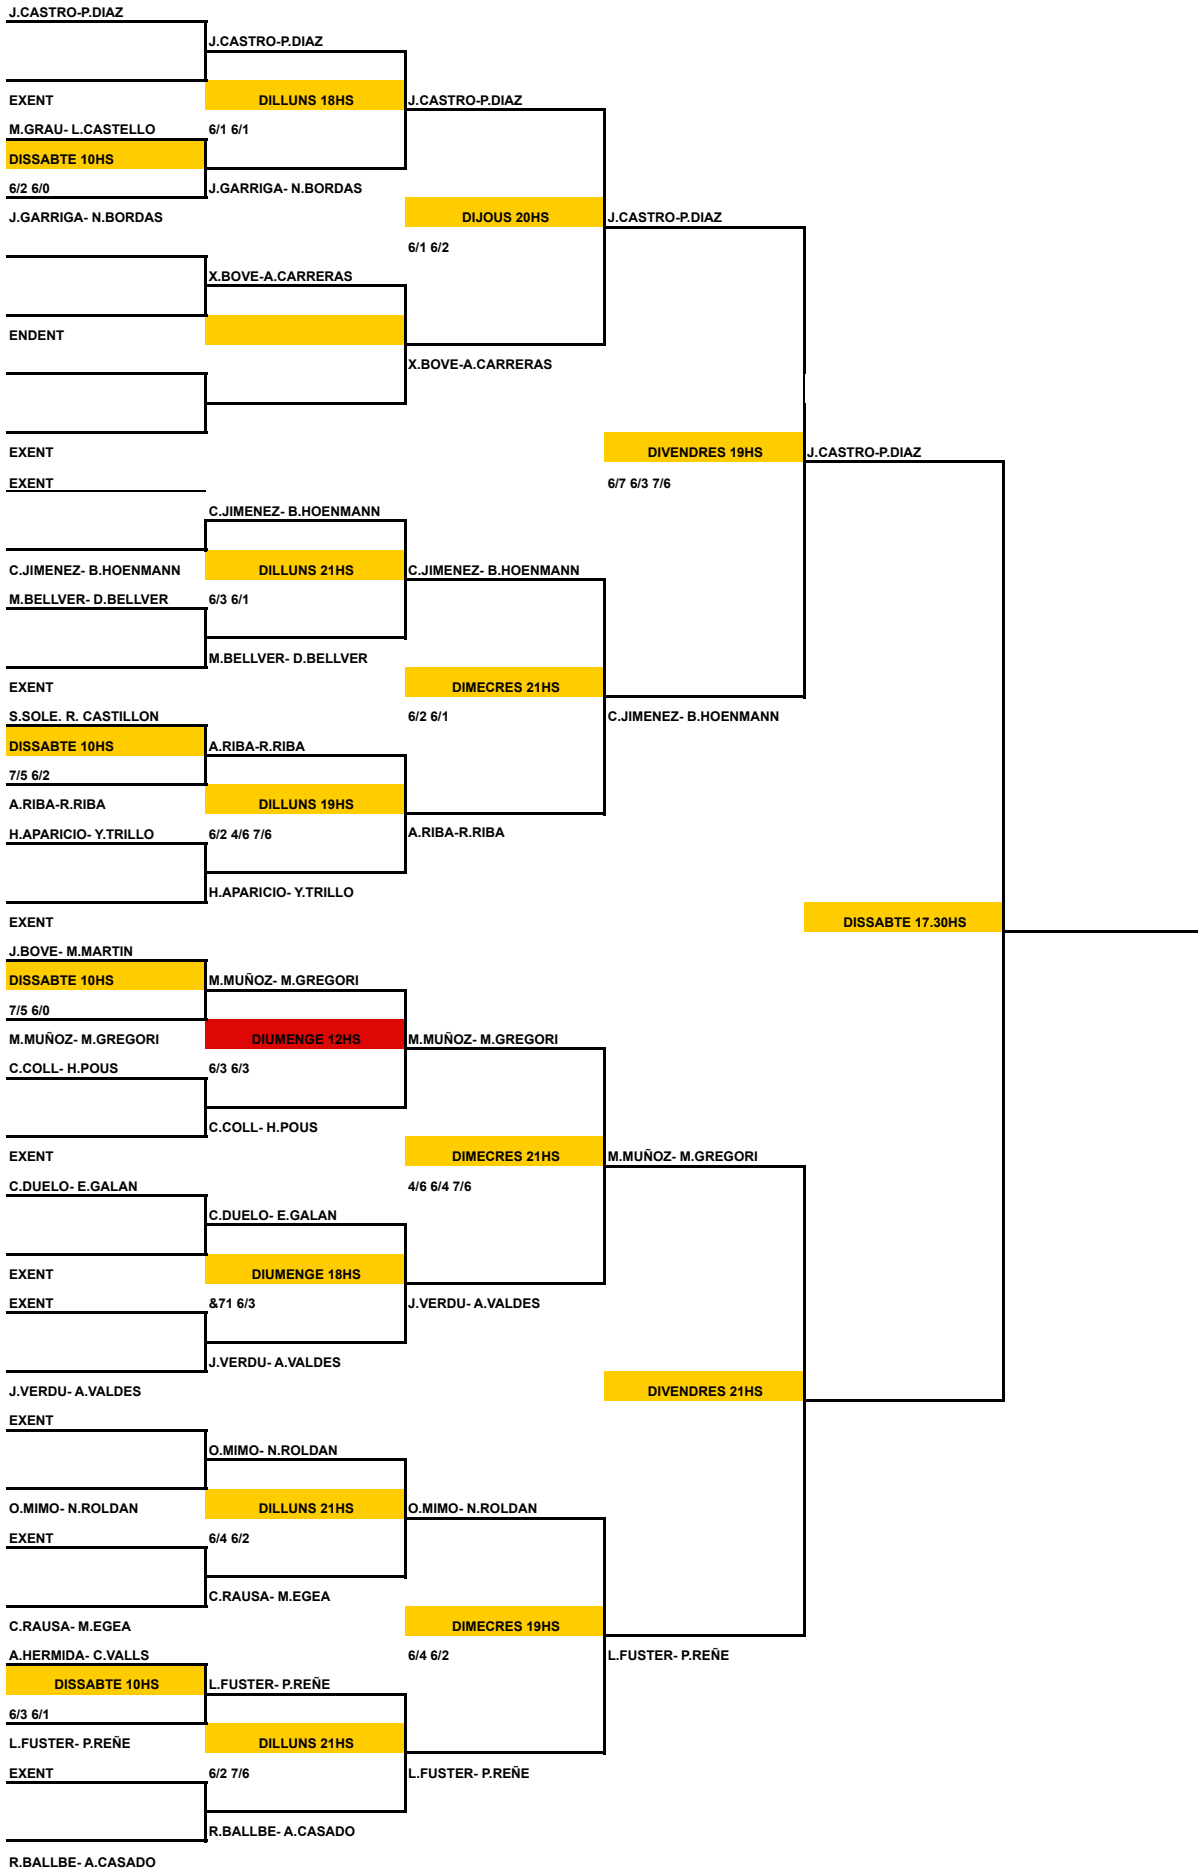 J.CASTRO-P.DIAZ
J.CASTRO-P.DIAZ
EXENT
DILLUNS 18HS
J.CASTRO-P.DIAZ
M.GRAU- L.CASTELLO
6/1 6/1
DISSABTE 10HS
6/2 6/0
J.GARRIGA- N.BORDAS
J.GARRIGA- N.BORDAS
DIJOUS 20HS
J.CASTRO-P.DIAZ
6/1 6/2
X.BOVE-A.CARRERAS
ENDENT
X.BOVE-A.CARRERAS
EXENT
DIVENDRES 19HS
J.CASTRO-P.DIAZ
EXENT
6/7 6/3 7/6
C.JIMENEZ- B.HOENMANN
C.JIMENEZ- B.HOENMANN
DILLUNS 21HS
C.JIMENEZ- B.HOENMANN
M.BELLVER- D.BELLVER
6/3 6/1
M.BELLVER- D.BELLVER
EXENT
DIMECRES 21HS
S.SOLE. R. CASTILLON
6/2 6/1
C.JIMENEZ- B.HOENMANN
DISSABTE 10HS
A.RIBA-R.RIBA
7/5 6/2
A.RIBA-R.RIBA
DILLUNS 19HS
H.APARICIO- Y.TRILLO
6/2 4/6 7/6
A.RIBA-R.RIBA
H.APARICIO- Y.TRILLO
EXENT
DISSABTE 17.30HS
J.BOVE- M.MARTIN
DISSABTE 10HS
M.MUÑOZ- M.GREGORI
7/5 6/0
M.MUÑOZ- M.GREGORI
DIUMENGE 12HS
M.MUÑOZ- M.GREGORI
C.COLL- H.POUS
6/3 6/3
C.COLL- H.POUS
EXENT
DIMECRES 21HS
M.MUÑOZ- M.GREGORI
C.DUELO- E.GALAN
4/6 6/4 7/6
C.DUELO- E.GALAN
EXENT
DIUMENGE 18HS
EXENT
&71 6/3
J.VERDU- A.VALDES
J.VERDU- A.VALDES
J.VERDU- A.VALDES
DIVENDRES 21HS
EXENT
O.MIMO- N.ROLDAN
O.MIMO- N.ROLDAN
DILLUNS 21HS
O.MIMO- N.ROLDAN
EXENT
6/4 6/2
C.RAUSA- M.EGEA
C.RAUSA- M.EGEA
DIMECRES 19HS
A.HERMIDA- C.VALLS
6/4 6/2
L.FUSTER- P.REÑE
DISSABTE 10HS
L.FUSTER- P.REÑE
6/3 6/1
L.FUSTER- P.REÑE
DILLUNS 21HS
EXENT
6/2 7/6
L.FUSTER- P.REÑE
R.BALLBE- A.CASADO
R.BALLBE- A.CASADO